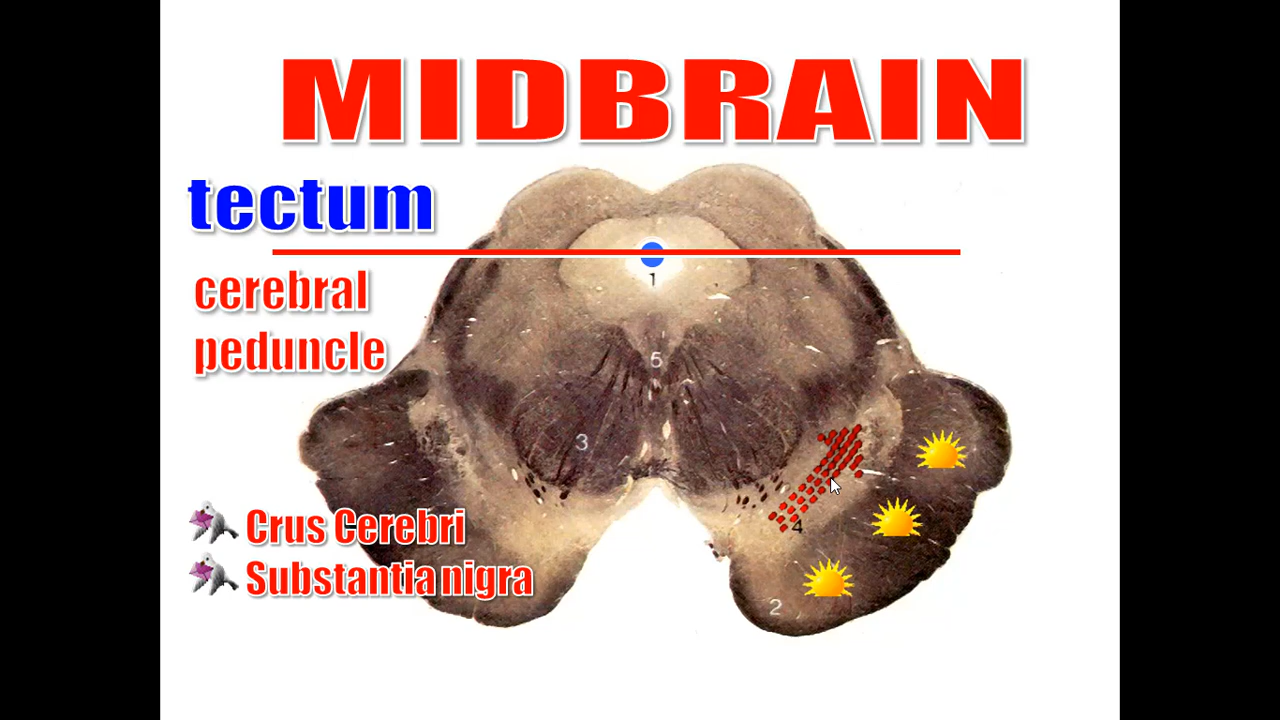 MIDBRAIN
tectum
cerebral
peduncle
1
5
3
4
2
Crus Cerebri
Substantia nigra